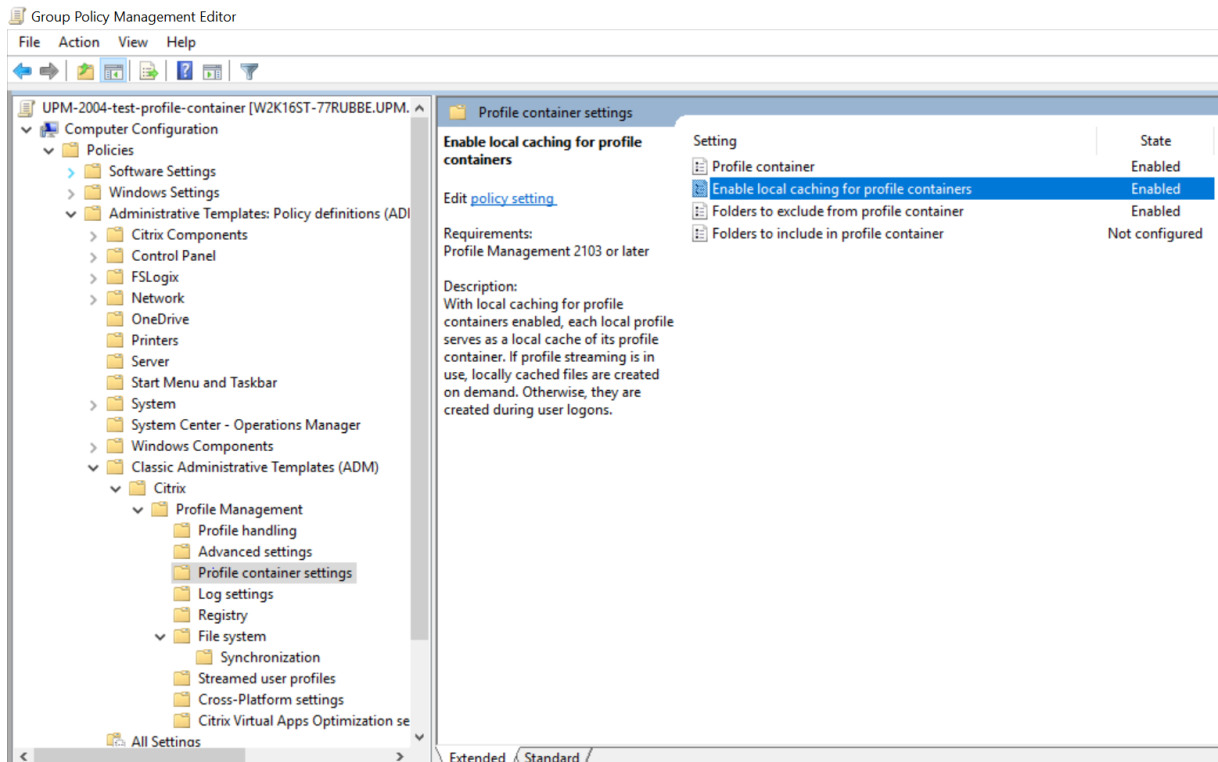 Group Policy Management Editor
File Action View Help
UPM-2004-test-profile-container [W2K16ST-77RUBBE.UPM.
Computer Configuration
Policies
Software Settings
Windows Settings
Administrative Templates: Policy definitions (ADI
Citrix Components
Control Panel
FSLogix
Network
OneDrive
Printers
Server
Start Menu and Taskbar
System
System Center - Operations Manager
Windows Components
Classic Administrative Templates (ADM)
Citrix
Profile Management
Profile handling
Advanced settings
Profile container settings
Log settings
Registry
File system
Synchronization
Streamed user profiles
Cross-Platform settings
Citrix Virtual Apps Optimization se
All Settings
Profile container settings
Enable local caching for profile
containers
Edit policy setting
Requirements:
Profile Management 2103 or later
Description:
With local caching for profile
containers enabled, each local profile
serves as a local cache of its profile
container. If profile streaming is in
use, locally cached files are created
on demand. Otherwise, they are
created during user logons.
Setting State
Profile container Enabled
Enable local caching for profile containers Enabled
Folders to exclude from profile container Enabled
Folders to include in profile container Not configured
Extended Standard